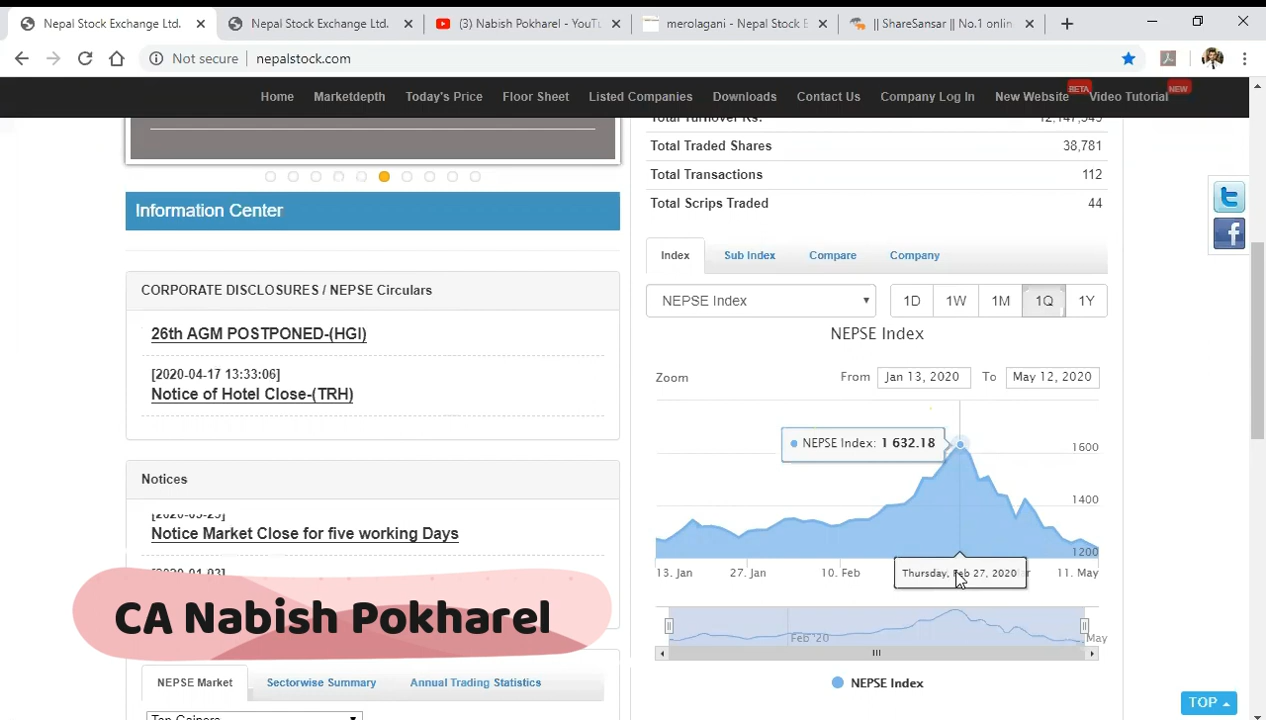 Nepal Stock Exchange Ltd.
Nepal Stock Exchange Ltd.
(3) Nabish Pokharel - YouTu
merolagani - Nepal Stock E
|| ShareSansar || No.1 onlin
Not secure
nepalstock.com
Home
Marketdepth
Today's Price
Floor Sheet
Listed Companies
Downloads
Contact Us
Company Log In
New Website
BETA
Video Tutorial
NEW
Total Turnover Rs:
Total Traded Shares
38,781
Total Transactions
112
Total Scrips Traded
44
Information Center
CORPORATE DISCLOSURES / NEPSE Circulars
26th AGM POSTPONED-(HGI)
[2020-04-17 13:33:06]
Notice of Hotel Close-(TRH)
Notices
Notice Market Close for five working Days
CA Nabish Pokharel
NEPSE Market
Sectorwise Summary
Annual Trading Statistics
Top Gainers
Index
Sub Index
Compare
Company
NEPSE Index
1D
1W
1M
1Q
1Y
NEPSE Index
Zoom
From
Jan 13, 2020
To
May 12, 2020
NEPSE Index: 1 632.18
1600
1400
1200
13. Jan
27. Jan
10. Feb
Thursday, Feb 27, 2020
11. May
Feb '20
May
NEPSE Index
TOP